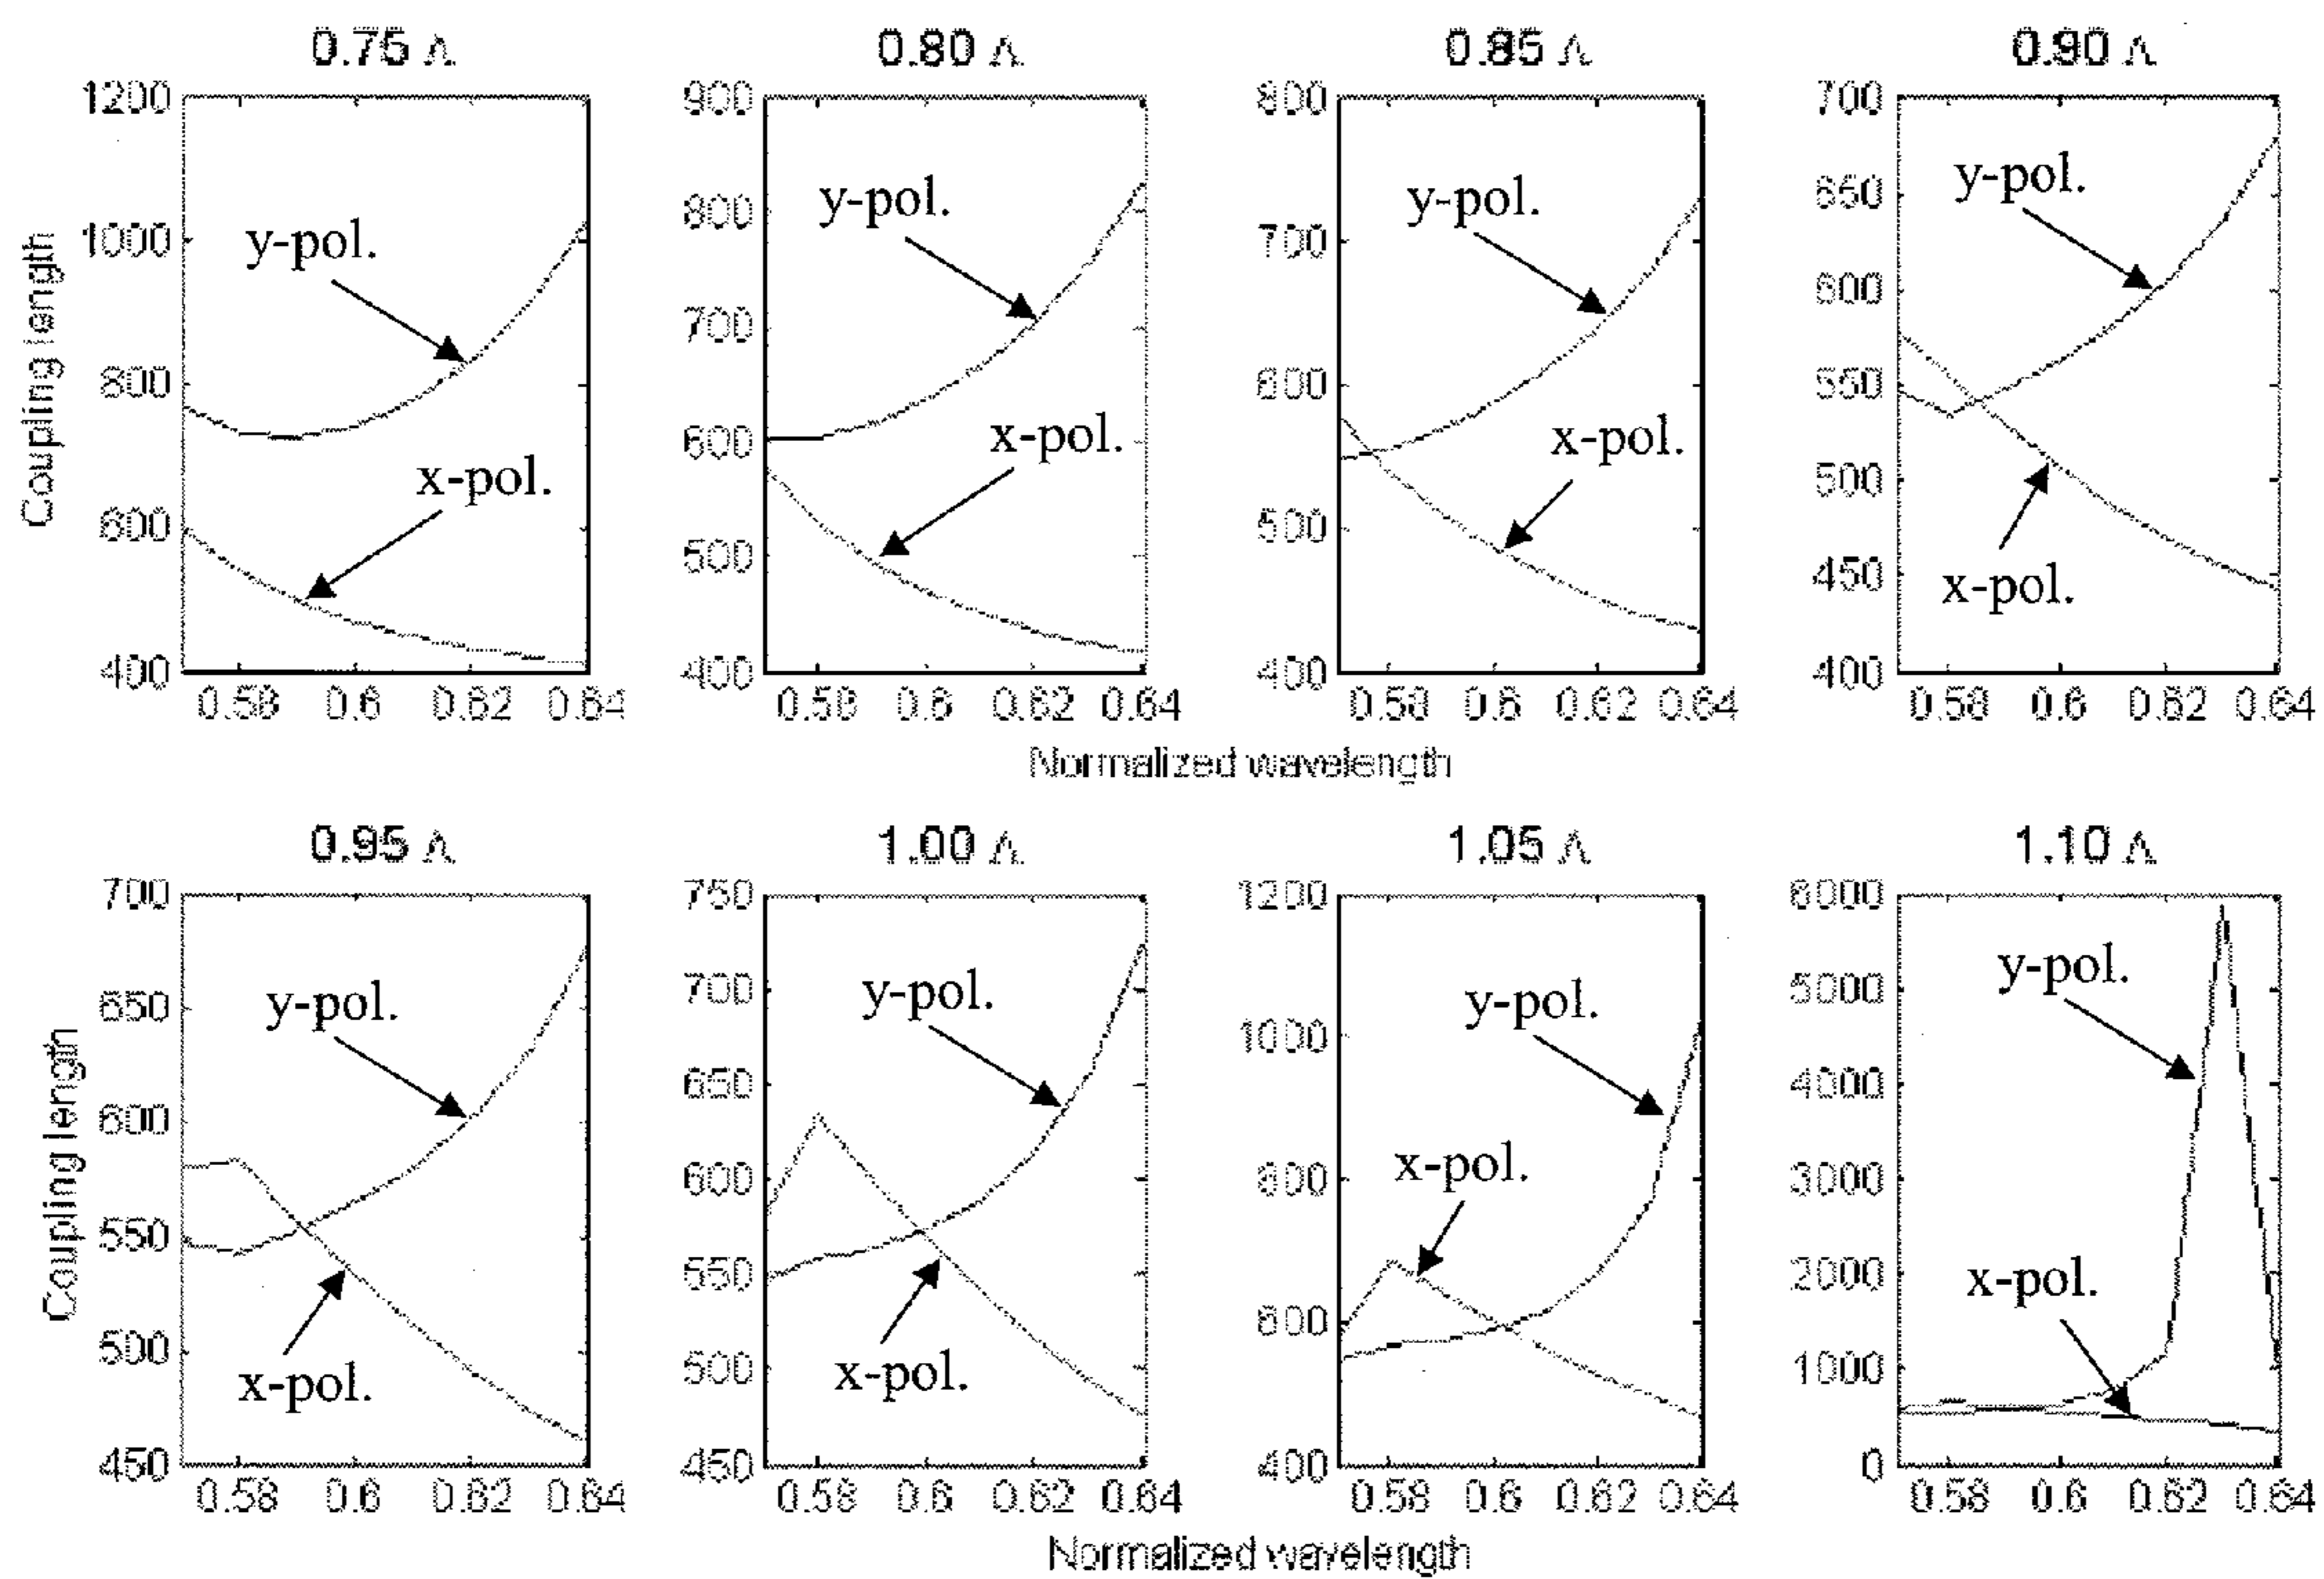 0.75 Λ
0.80 Λ
0.85 Λ
0.90 Λ
1200
1000
800
600
400
Coupling length
y-pol.
x-pol.
0.58 0.6 0.62 0.64
900
800
700
600
500
400
y-pol.
x-pol.
0.58 0.6 0.62 0.64
800
700
600
500
400
y-pol.
x-pol.
0.58 0.6 0.62 0.64
700
650
600
550
500
450
400
y-pol.
x-pol.
0.58 0.6 0.62 0.64
Normalized wavelength
0.95 Λ
1.00 Λ
1.05 Λ
1.10 Λ
700
650
600
550
500
450
Coupling length
y-pol.
x-pol.
0.58 0.6 0.62 0.64
750
700
650
600
550
500
450
y-pol.
x-pol.
0.58 0.6 0.62 0.64
1200
1000
800
600
400
y-pol.
x-pol.
0.58 0.6 0.62 0.64
6000
5000
4000
3000
2000
1000
0
y-pol.
x-pol.
0.58 0.6 0.62 0.64
Normalized wavelength